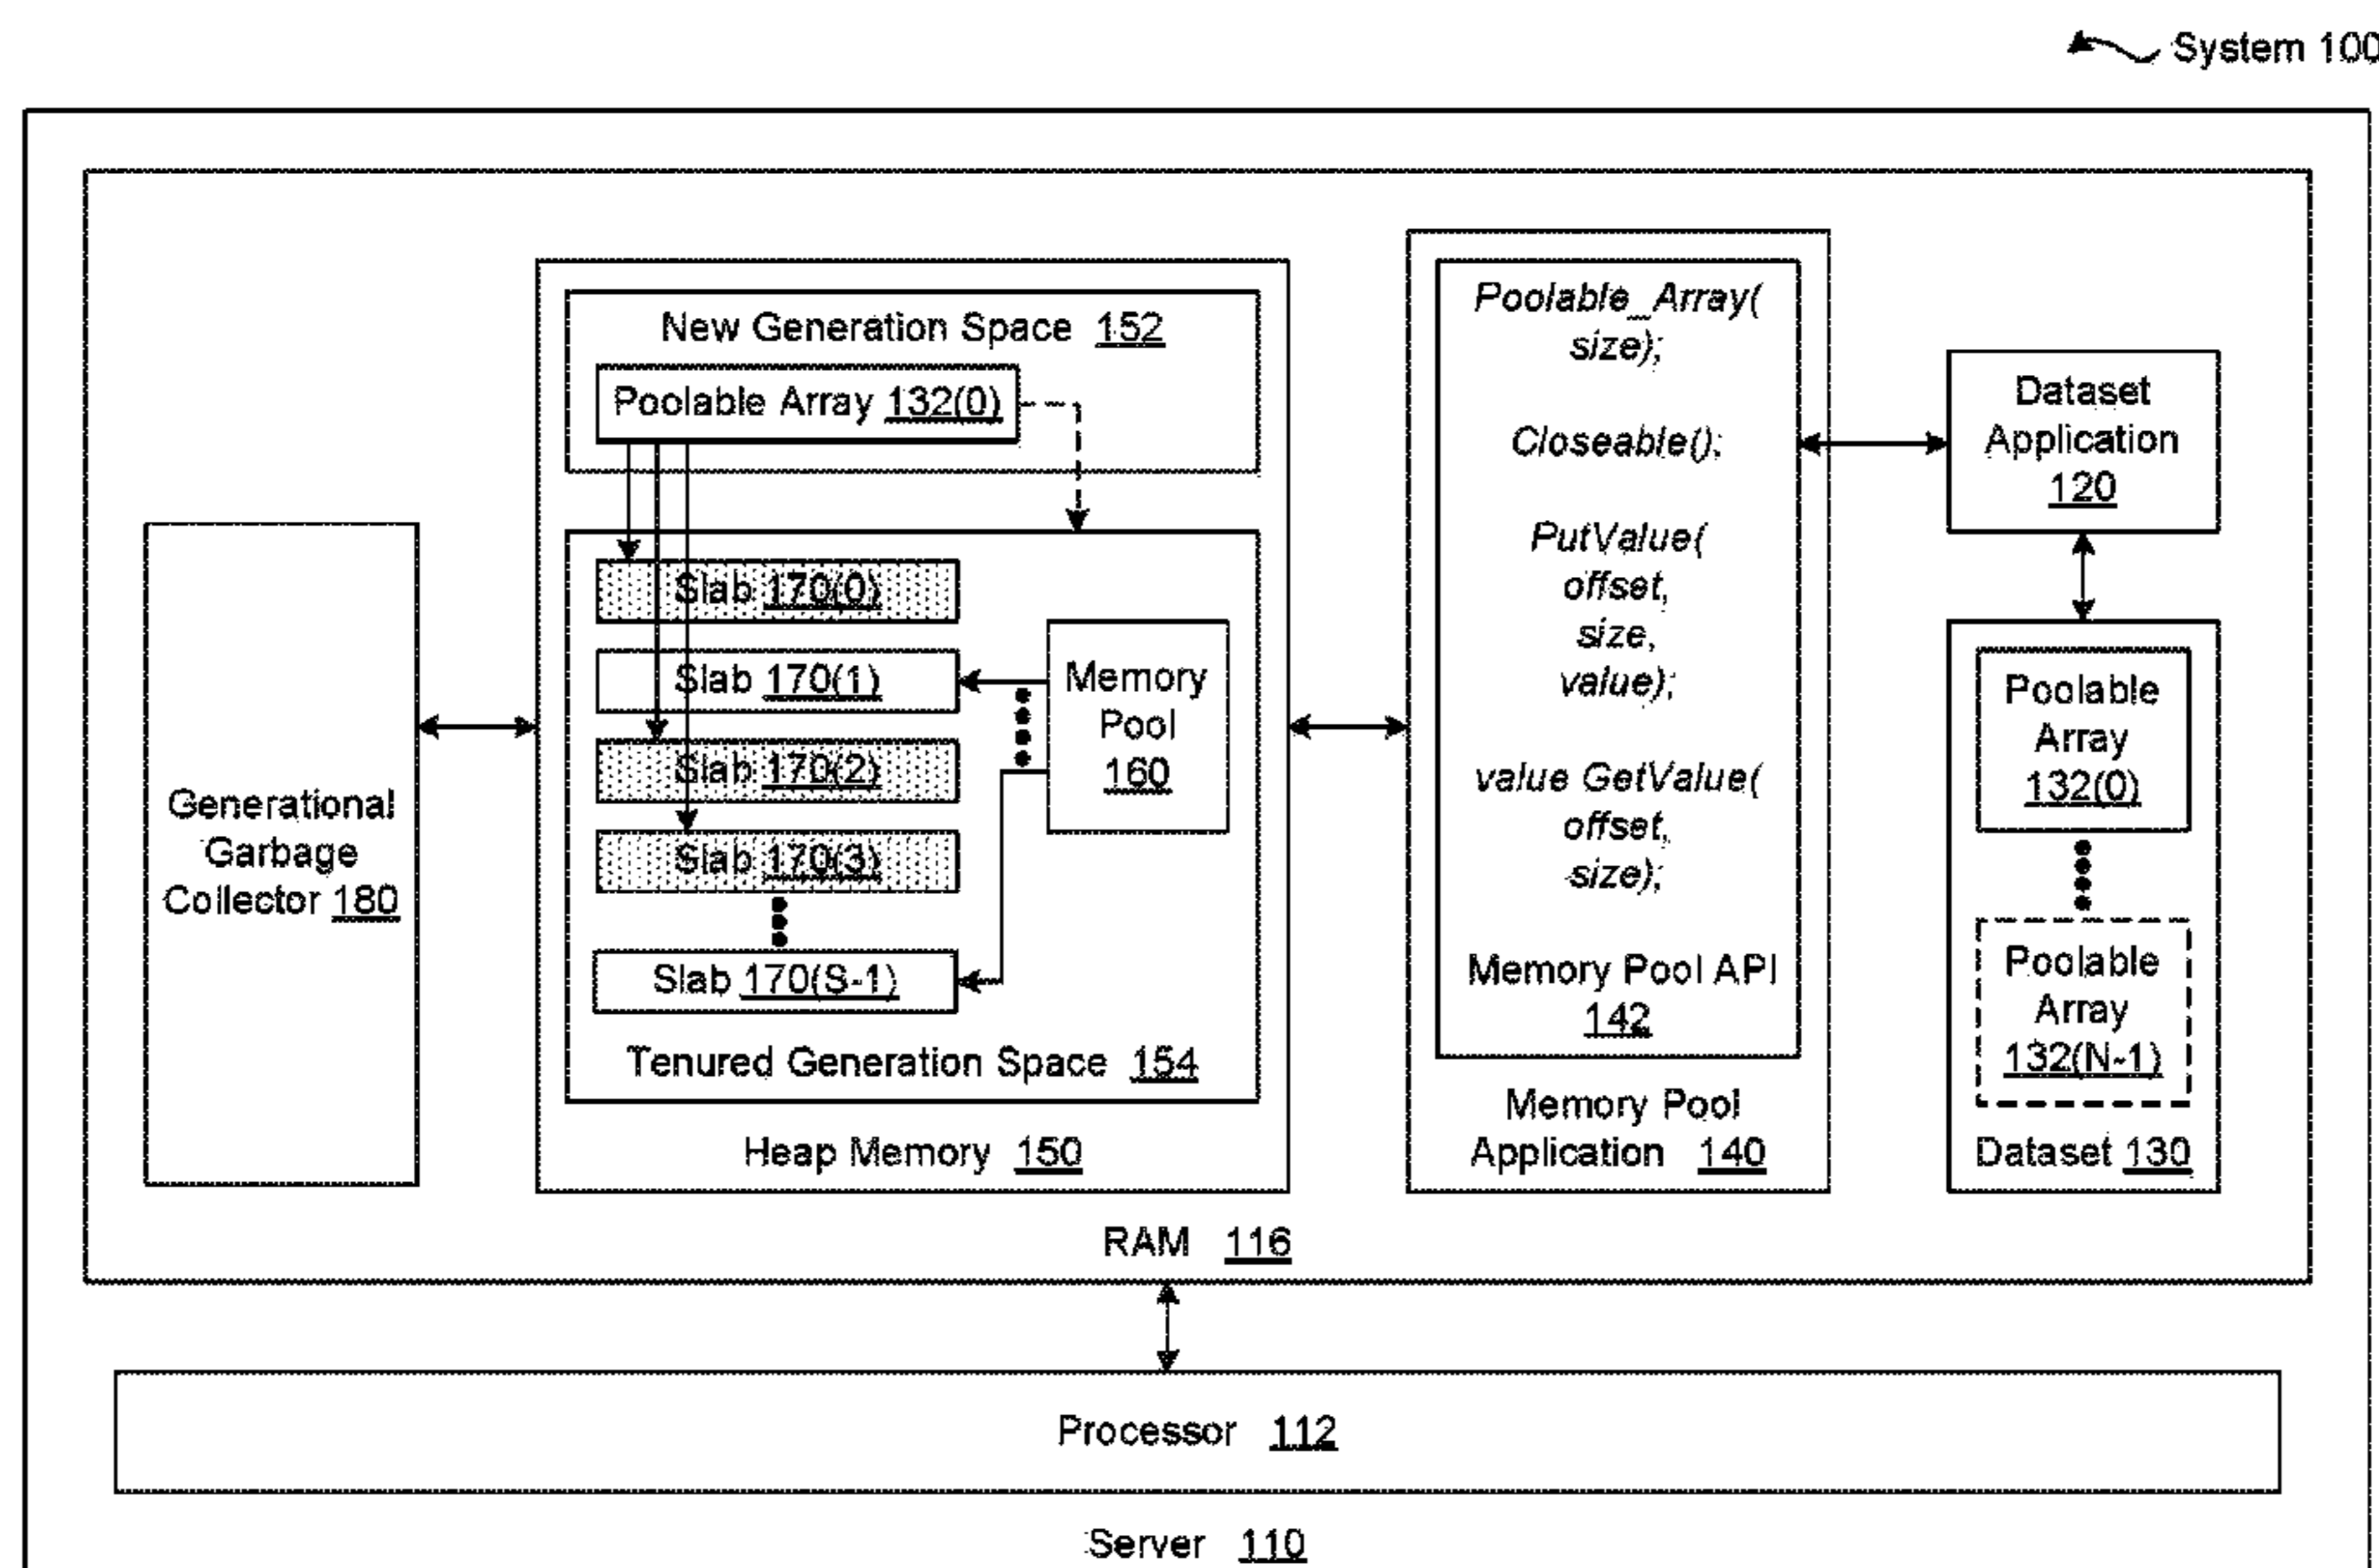 System 100
New Generation Space 152
Poolable Array 132(0)
Slab 170(0)
Slab 170(1)
Slab 170(2)
Slab 170(3)
Slab 170(S-1)
Memory
Pool
160
Tenured Generation Space 154
Heap Memory 150
Generational
Garbage
Collector 180
Poolable_Array(
size);
Closeable();
PutValue(
offset,
size,
value);
value GetValue(
offset,
size);
Memory Pool API
142
Memory Pool
Application 140
Dataset
Application
120
Poolable
Array
132(0)
Poolable
Array
132(N-1)
Dataset 130
RAM 116
Processor 112
Server 110